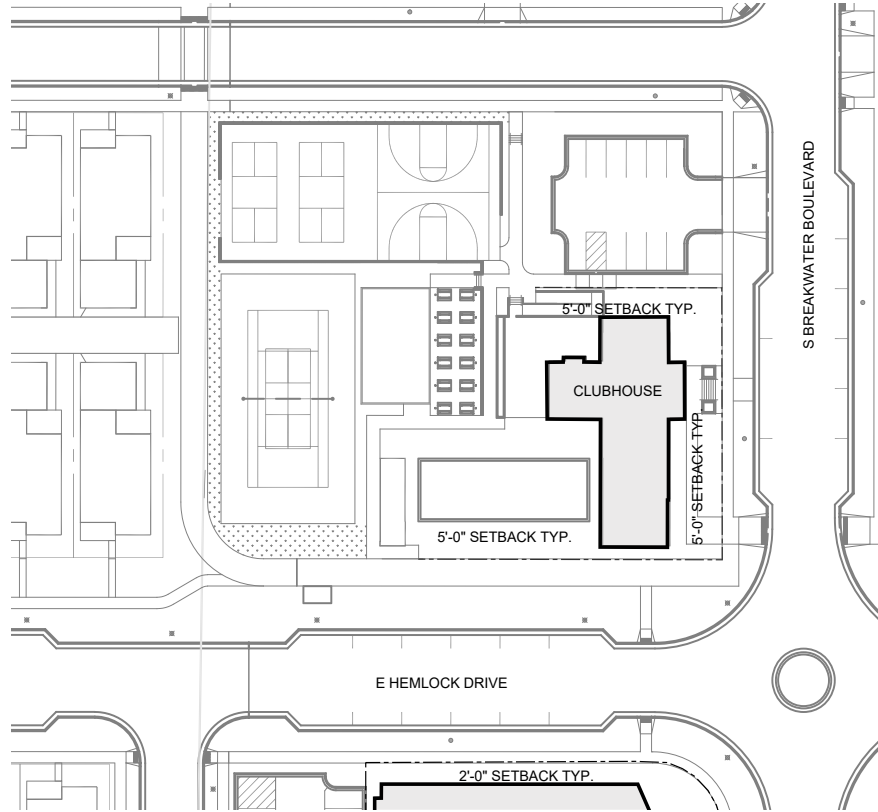 S BREAKWATER BOULEVARD
5'-0" SETBACK TYP.
CLUBHOUSE
5'-0" SETBACK TYP.
5'-0" SETBACK TYP.
E HEMLOCK DRIVE
2'-0" SETBACK TYP.